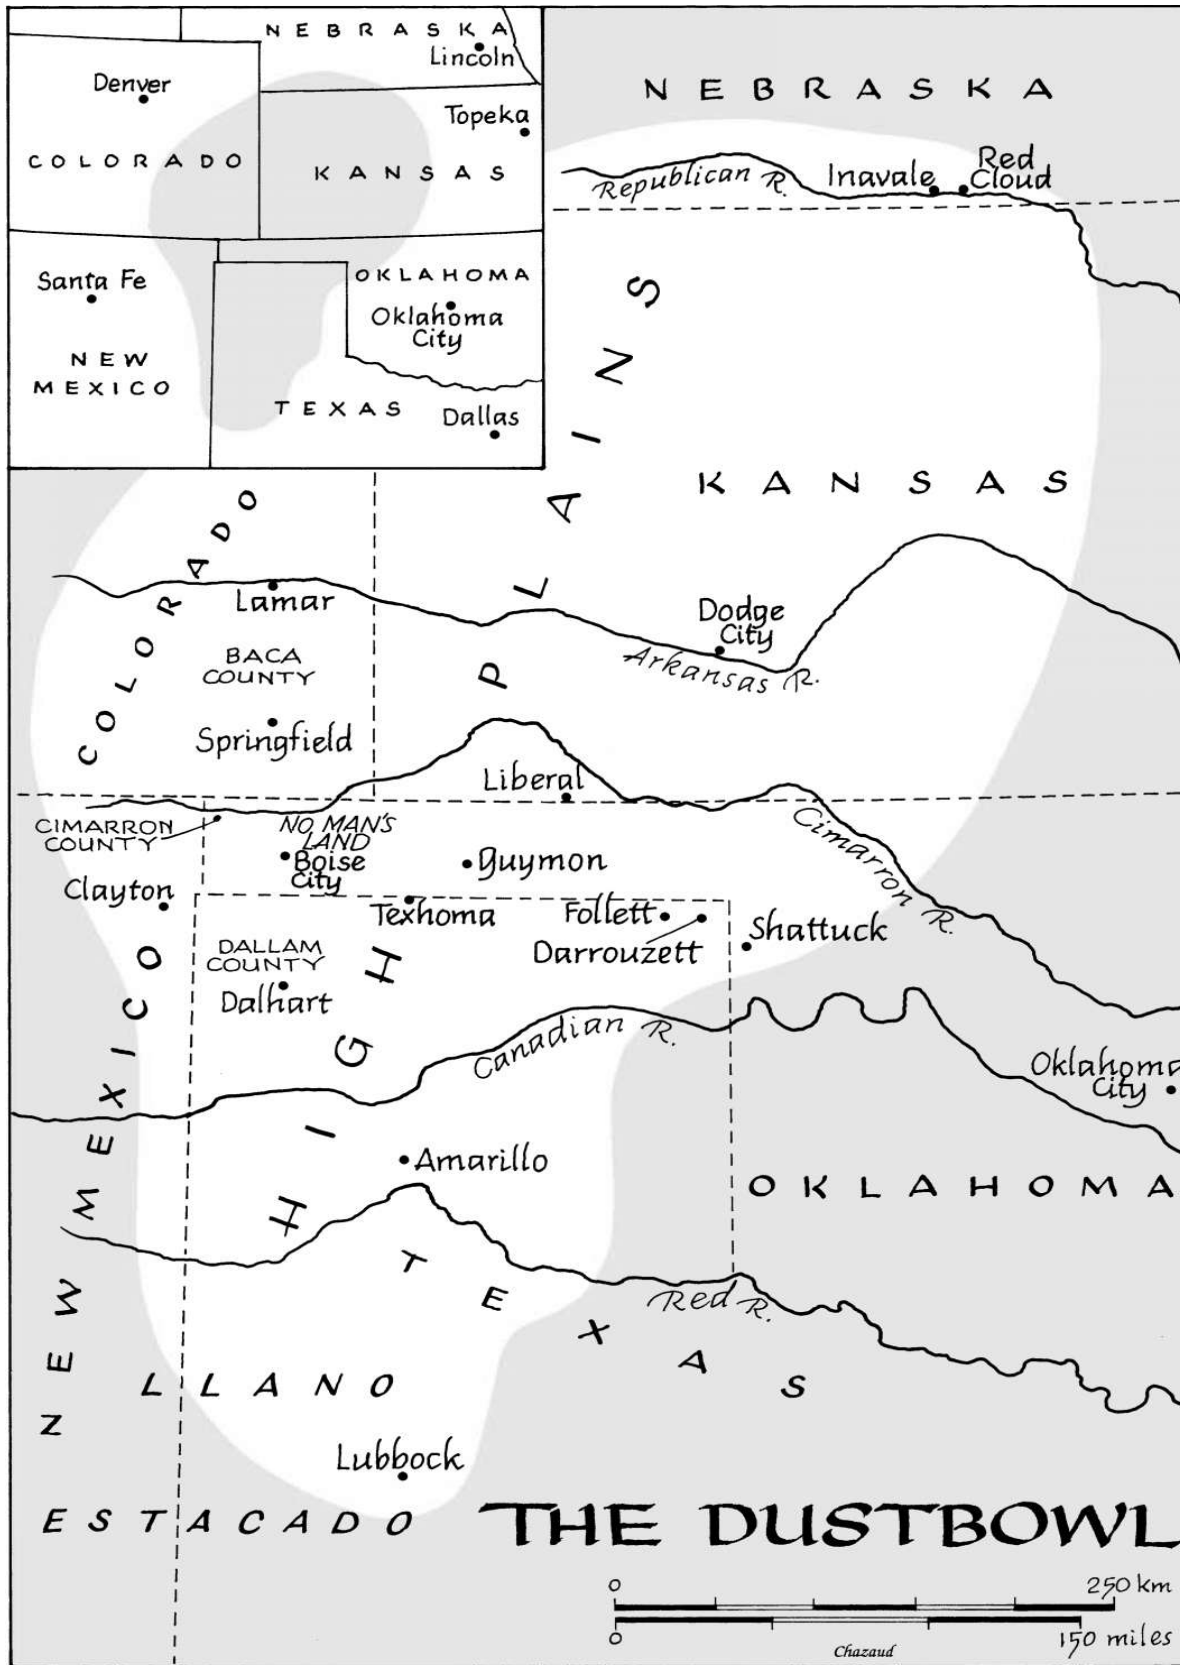 NEBRASKA
Lincoln
Denver
Topeka
COLORADO
KANSAS
Santa Fe
OKLAHOMA
Oklahoma
City
NEW
MEXICO
TEXAS
Dallas
NEBRASKA
Republican R.
Inavale
Red
Cloud
HIGH PLAINS
KANSAS
COLORADO
Lamar
Dodge
City
Arkansas R.
BACA
COUNTY
Springfield
Liberal
CIMARRON
COUNTY
NO MAN'S
LAND
Boise
City
Guymon
Cimarron R.
Clayton
Texhoma
Follett
Darrouzett
Shattuck
DALLAM
COUNTY
Dalhart
Canadian R.
Oklahoma
City
NEW MEXICO
Amarillo
OKLAHOMA
TEXAS
Red R.
LLANO
Lubbock
ESTACADO
THE DUSTBOWL
0 250 km
0 150 miles
Chazaud